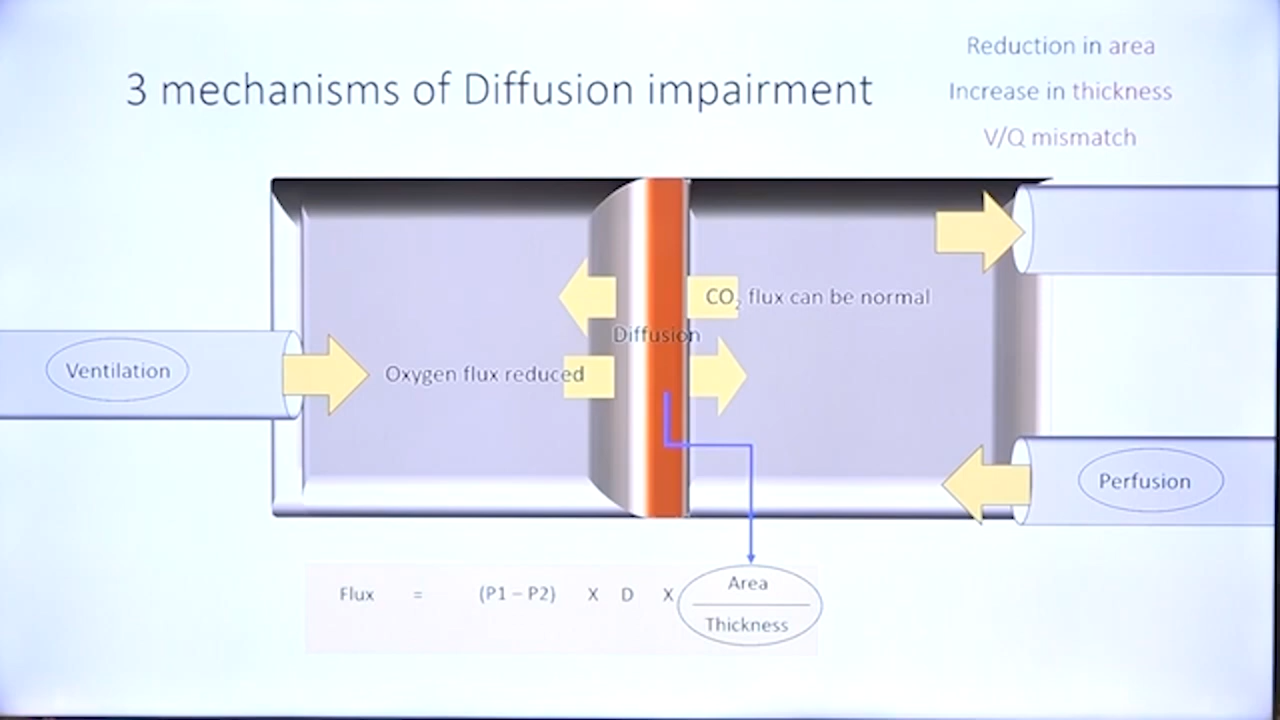 3 mechanisms of Diffusion impairment
Reduction in area
Increase in thickness
V/Q mismatch
CO₂ flux can be normal
Diffusion
Ventilation
Oxygen flux reduced
Perfusion
Flux = (P1 – P2) X D X
Area
Thickness